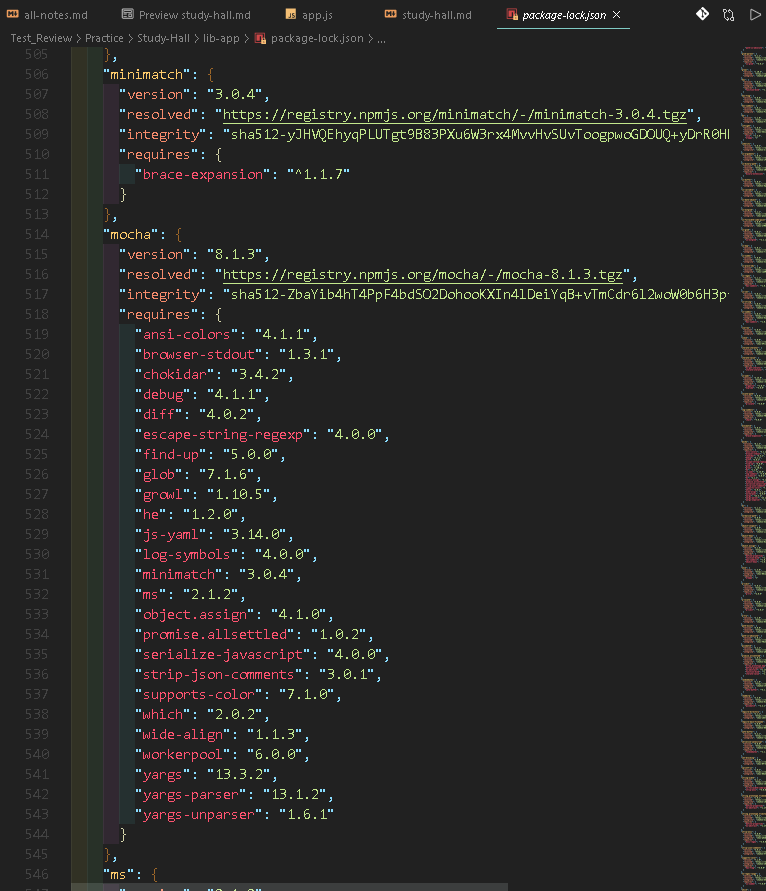 all-notes.md Preview study-hall.md app.js study-hall.md package-lock.json
Test_Review > Practice > Study-Hall > lib-app > package-lock.json > ...
505 },
506 "minimatch": {
507 "version": "3.0.4",
508 "resolved": "https://registry.npmjs.org/minimatch/-/minimatch-3.0.4.tgz",
509 "integrity": "sha512-yJHVQEhyqPLUTgt9B83PXu6W3rx4MvvHvSUvToogpwoGDOUQ+yDrR0H
510 "requires": {
511 "brace-expansion": "^1.1.7"
512 }
513 },
514 "mocha": {
515 "version": "8.1.3",
516 "resolved": "https://registry.npmjs.org/mocha/-/mocha-8.1.3.tgz",
517 "integrity": "sha512-ZbaYib4hT4PpF4bdSO2DohooKXIn4lDeiYqB+vTmCdr6l2woW0b6H3p
518 "requires": {
519 "ansi-colors": "4.1.1",
520 "browser-stdout": "1.3.1",
521 "chokidar": "3.4.2",
522 "debug": "4.1.1",
523 "diff": "4.0.2",
524 "escape-string-regexp": "4.0.0",
525 "find-up": "5.0.0",
526 "glob": "7.1.6",
527 "growl": "1.10.5",
528 "he": "1.2.0",
529 "js-yaml": "3.14.0",
530 "log-symbols": "4.0.0",
531 "minimatch": "3.0.4",
532 "ms": "2.1.2",
533 "object.assign": "4.1.0",
534 "promise.allsettled": "1.0.2",
535 "serialize-javascript": "4.0.0",
536 "strip-json-comments": "3.0.1",
537 "supports-color": "7.1.0",
538 "which": "2.0.2",
539 "wide-align": "1.1.3",
540 "workerpool": "6.0.0",
541 "yargs": "13.3.2",
542 "yargs-parser": "13.1.2",
543 "yargs-unparser": "1.6.1"
544 }
545 },
546 "ms": {